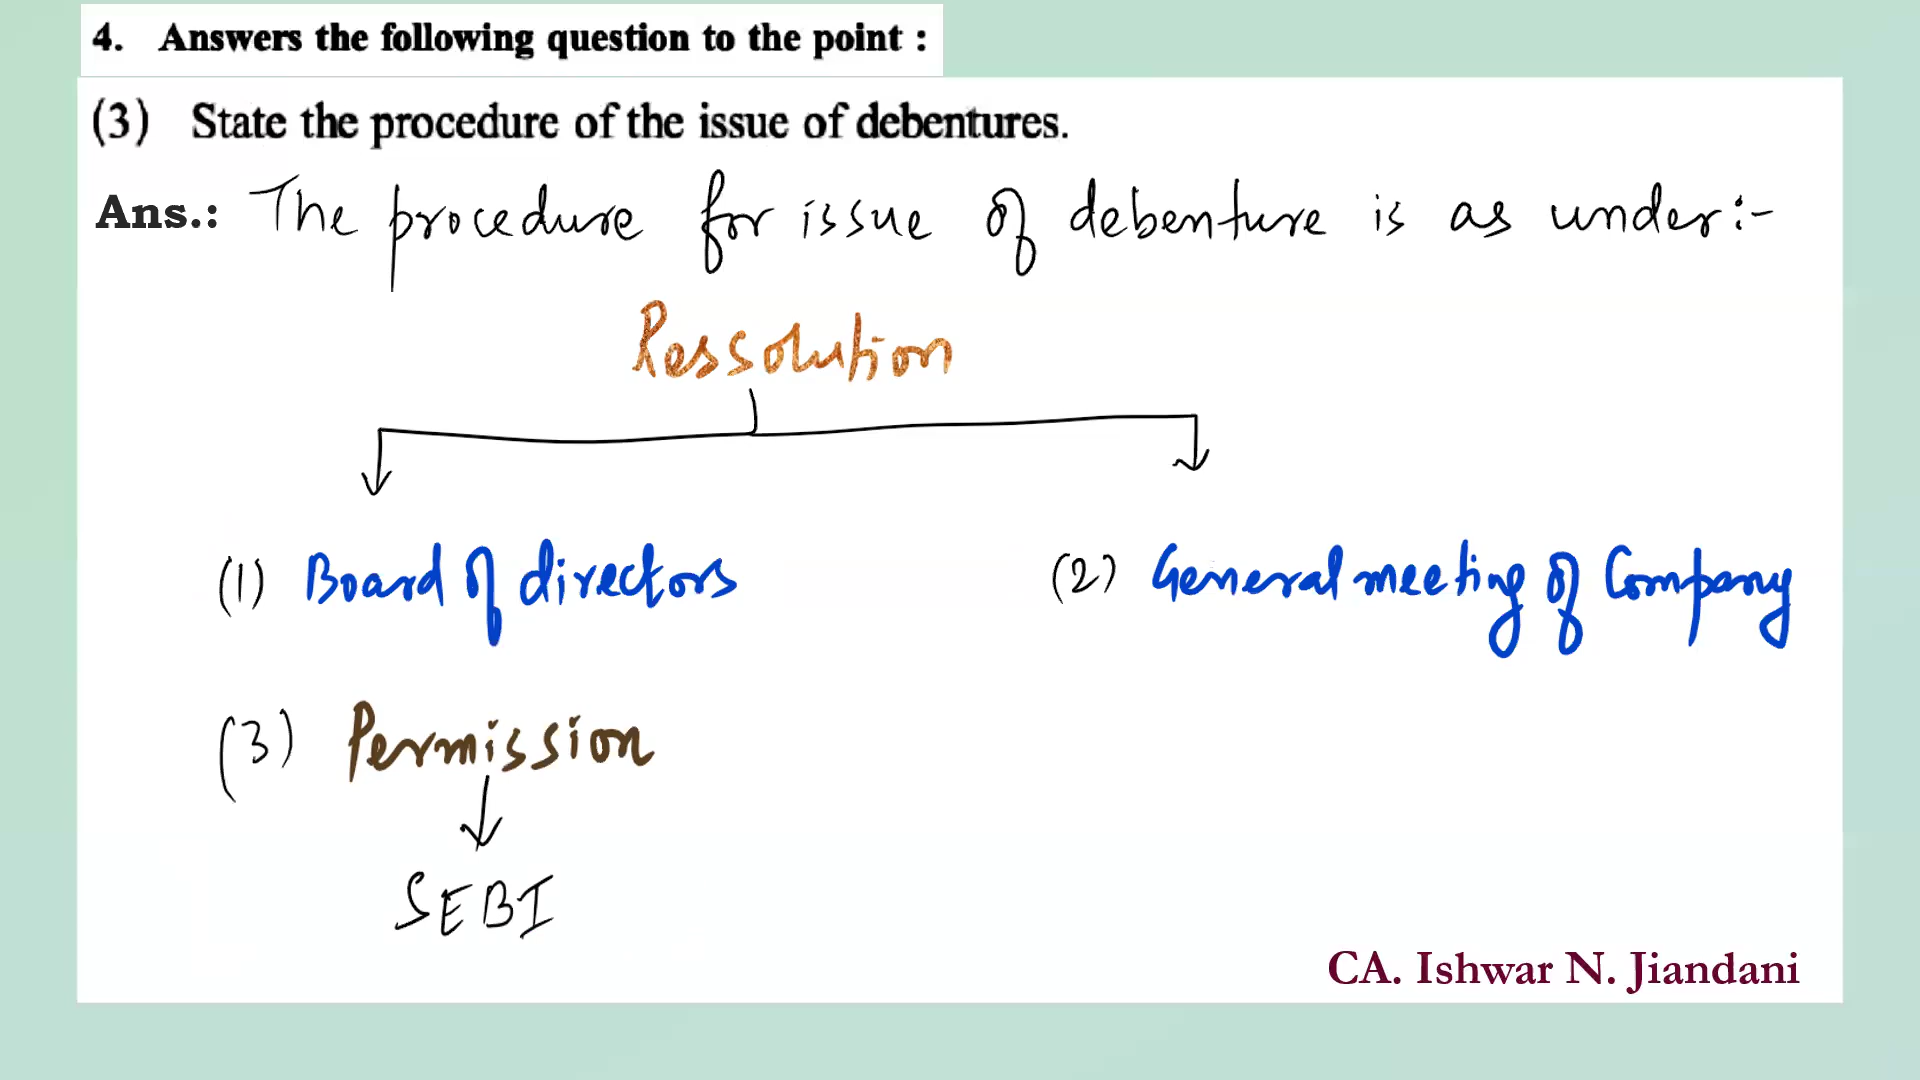 4. Answers the following question to the point :
(3) State the procedure of the issue of debentures.
Ans.: The procedure for issue of debenture is as under:-
Ressolution
(1) Board of directors (2) General meeting of Company
(3) Permission
SEBI
CA. Ishwar N. Jiandani